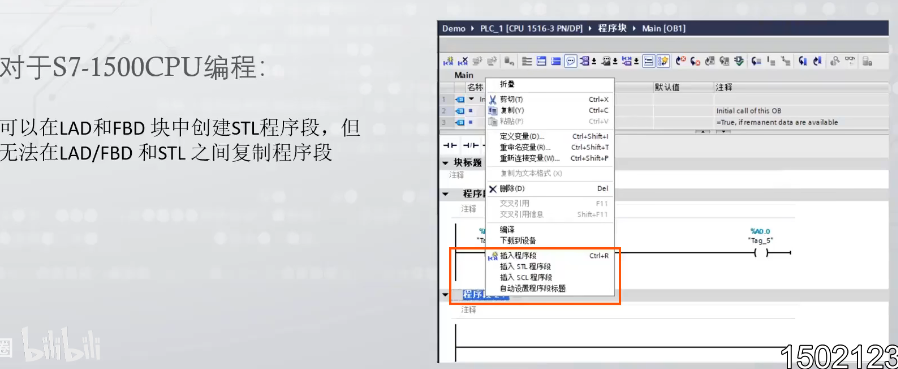 对于S7-1500CPU编程：
可以在LAD和FBD 块中创建STL程序段，但
无法在LAD/FBD 和STL 之间复制程序段
Demo PLC_1 [CPU 1516-3 PN/DP] 程序块 Main [OB1]
Main
名称 默认值 注释
1
2 Initial call of this OB
3 =True, if remanent data are available
折叠
剪切(T) Ctrl+X
复制(Y) Ctrl+C
粘贴(P) Ctrl+V
定义变量(D)... Ctrl+Shift+I
重命名变量(R)... Ctrl+Shift+T
重新连接变量(W)... Ctrl+Shift+P
复制为文本格式 (X)
删除(D) Del
交叉引用 F11
交叉引用信息 Shift+F11
编译
下载到设备
插入程序段 Ctrl+R
插入 STL 程序段
插入 SCL 程序段
自动设置程序段标题
块标题
注释
程序段
注释
%A0.0
"Tag_5"
程序段
注释
圈 bilibili
1502123